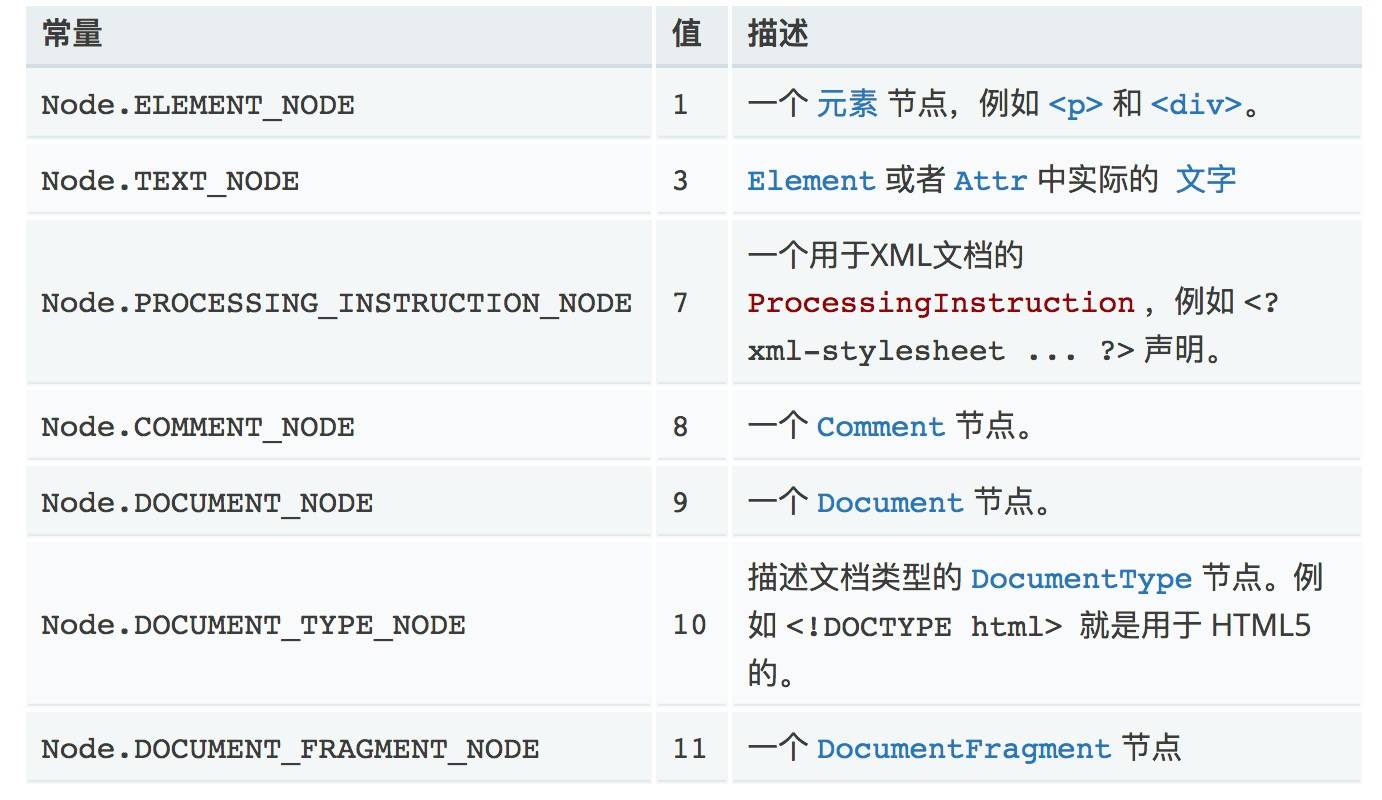 常量 值 描述
Node.ELEMENT_NODE 1 一个 元素 节点，例如 <p> 和 <div>。
Node.TEXT_NODE 3 Element 或者 Attr 中实际的 文字
一个用于XML文档的
Node.PROCESSING_INSTRUCTION_NODE 7 ProcessingInstruction ，例如 <?
xml-stylesheet ... ?> 声明。
Node.COMMENT_NODE 8 一个 Comment 节点。
Node.DOCUMENT_NODE 9 一个 Document 节点。
描述文档类型的 DocumentType 节点。例
Node.DOCUMENT_TYPE_NODE 10 如 <!DOCTYPE html> 就是用于 HTML5
的。
Node.DOCUMENT_FRAGMENT_NODE 11 一个 DocumentFragment 节点